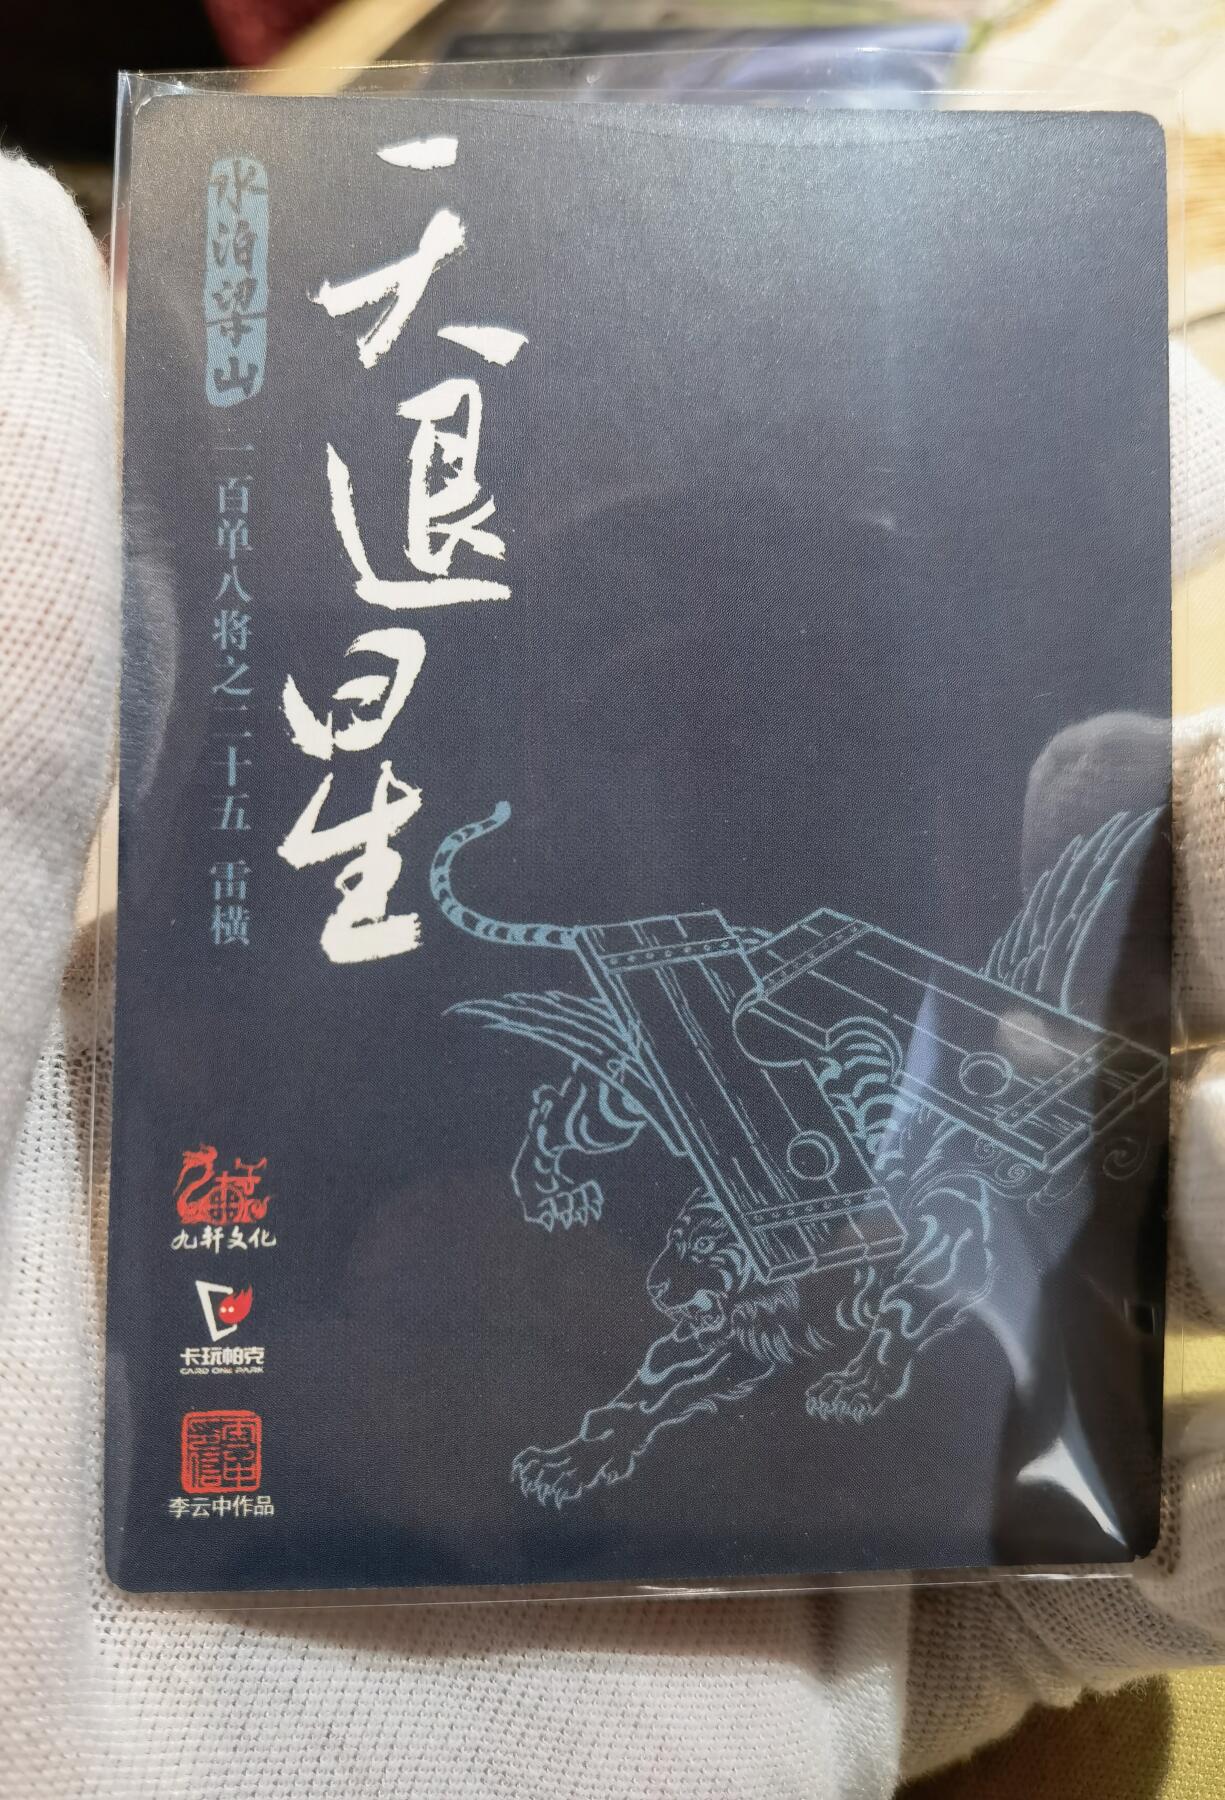 天退星
水泊梁山
一百单八将之二十五 雷横
九轩文化
卡玩帕克
CARD ONE PARK
李云中作品